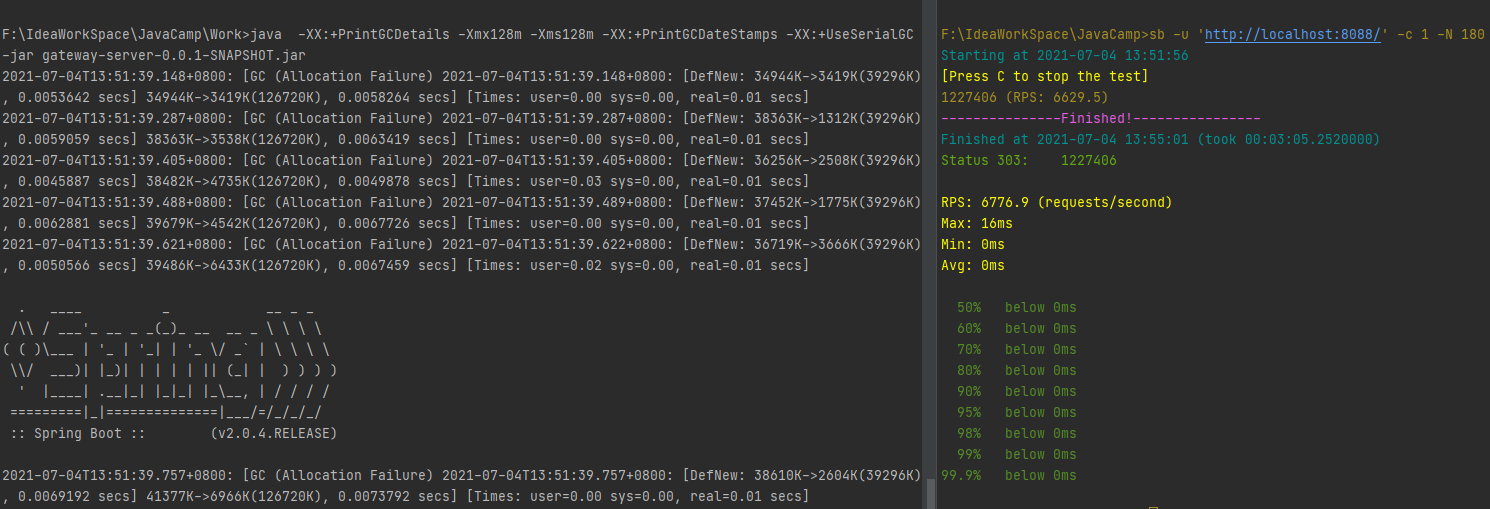 F:\IdeaWorkSpace\JavaCamp\Work>java  -XX:+PrintGCDetails -Xmx128m -Xms128m -XX:+PrintGCDateStamps -XX:+UseSerialGC
-jar gateway-server-0.0.1-SNAPSHOT.jar
2021-07-04T13:51:39.148+0800: [GC (Allocation Failure) 2021-07-04T13:51:39.148+0800: [DefNew: 34944K->3419K(39296K)
, 0.0053642 secs] 34944K->3419K(126720K), 0.0058264 secs] [Times: user=0.00 sys=0.00, real=0.01 secs]
2021-07-04T13:51:39.287+0800: [GC (Allocation Failure) 2021-07-04T13:51:39.287+0800: [DefNew: 38363K->1312K(39296K)
, 0.0059059 secs] 38363K->3538K(126720K), 0.0063419 secs] [Times: user=0.00 sys=0.00, real=0.01 secs]
2021-07-04T13:51:39.405+0800: [GC (Allocation Failure) 2021-07-04T13:51:39.405+0800: [DefNew: 36256K->2508K(39296K)
, 0.0045887 secs] 38482K->4735K(126720K), 0.0049878 secs] [Times: user=0.03 sys=0.00, real=0.01 secs]
2021-07-04T13:51:39.488+0800: [GC (Allocation Failure) 2021-07-04T13:51:39.489+0800: [DefNew: 37452K->1775K(39296K)
, 0.0062881 secs] 39679K->4542K(126720K), 0.0067726 secs] [Times: user=0.00 sys=0.00, real=0.01 secs]
2021-07-04T13:51:39.621+0800: [GC (Allocation Failure) 2021-07-04T13:51:39.622+0800: [DefNew: 36719K->3666K(39296K)
, 0.0050566 secs] 39486K->6433K(126720K), 0.0067459 secs] [Times: user=0.02 sys=0.00, real=0.01 secs]
  .   ____          _            __ _ _
 /\\ / ___'_ __ _ _(_)_ __  __ _ \ \ \ \
( ( )\___ | '_ | '_| | '_ \/ _` | \ \ \ \
 \\/  ___)| |_)| | | | | || (_| |  ) ) ) )
  '  |____| .__|_| |_|_| |_\__, | / / / /
 =========|_|==============|___/=/_/_/_/
 :: Spring Boot ::        (v2.0.4.RELEASE)
2021-07-04T13:51:39.757+0800: [GC (Allocation Failure) 2021-07-04T13:51:39.757+0800: [DefNew: 38610K->2604K(39296K)
, 0.0069192 secs] 41377K->6966K(126720K), 0.0073792 secs] [Times: user=0.00 sys=0.00, real=0.01 secs]
F:\IdeaWorkSpace\JavaCamp>sb -u 'http://localhost:8088/' -c 1 -N 180
Starting at 2021-07-04 13:51:56
[Press C to stop the test]
1227406 (RPS: 6629.5)
---------------Finished!----------------
Finished at 2021-07-04 13:55:01 (took 00:03:05.2520000)
Status 303:    1227406
RPS: 6776.9 (requests/second)
Max: 16ms
Min: 0ms
Avg: 0ms
  50%   below 0ms
  60%   below 0ms
  70%   below 0ms
  80%   below 0ms
  90%   below 0ms
  95%   below 0ms
  98%   below 0ms
  99%   below 0ms
99.9%   below 0ms